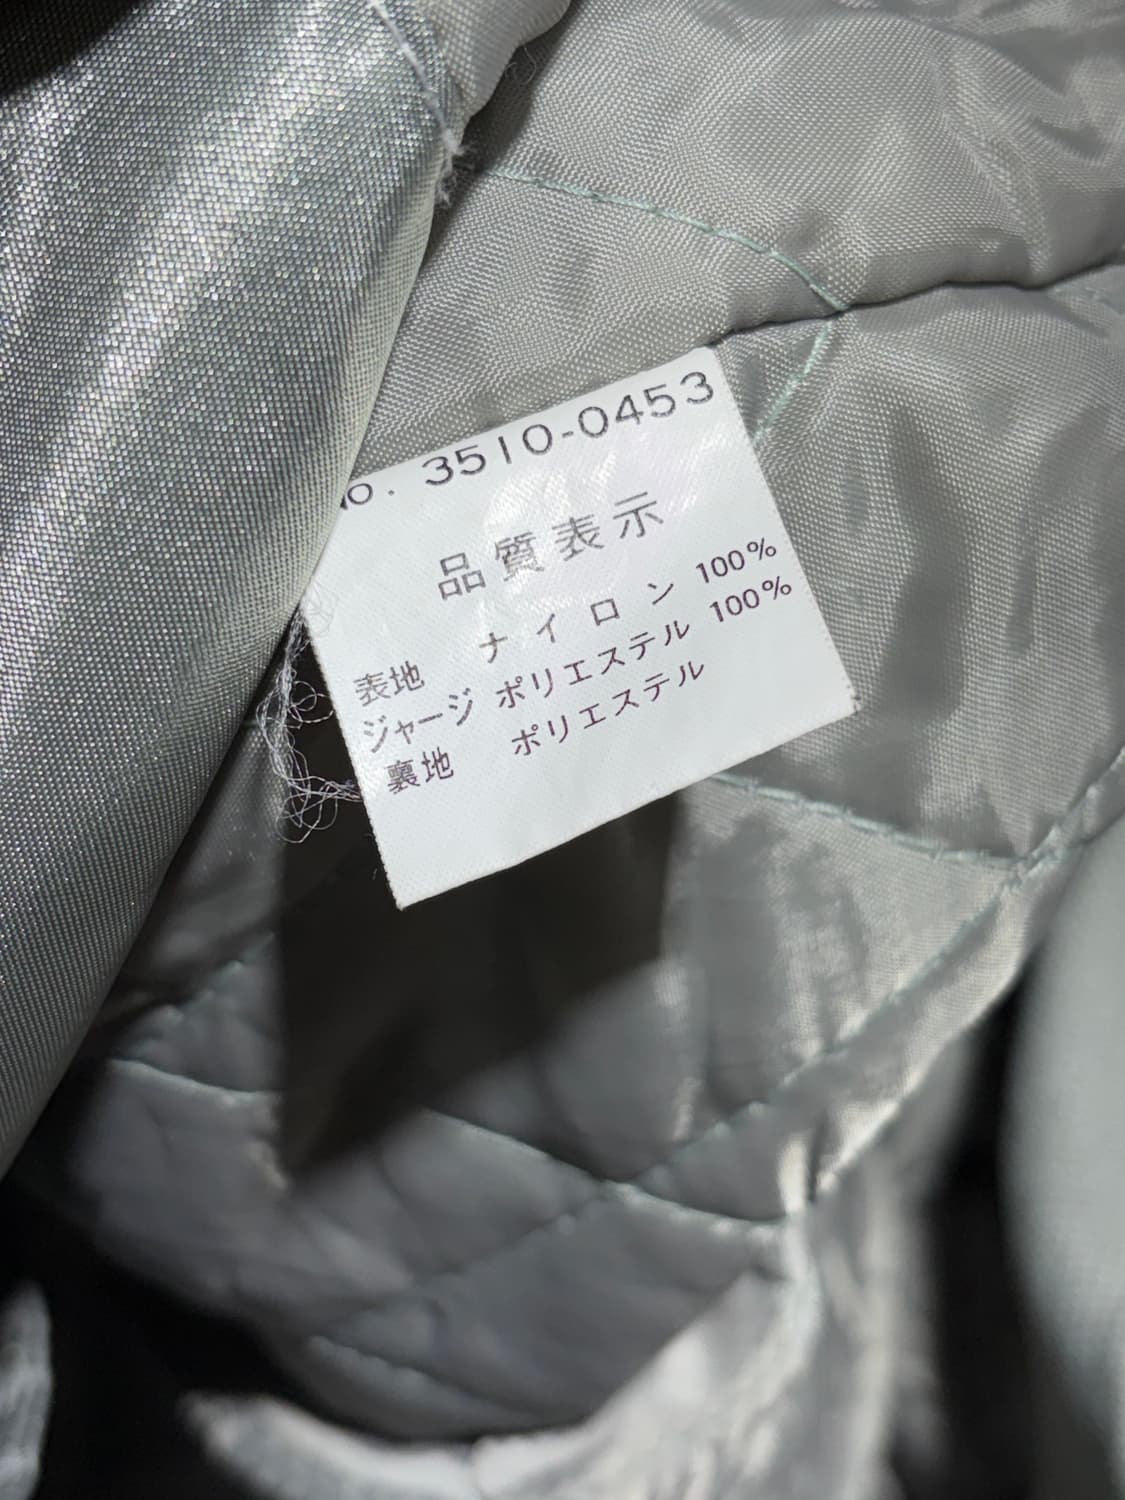 No. 3510-0453
品質表示
表地 ナイロン 100%
ジャージ ポリエステル 100%
裏地 ポリエステル